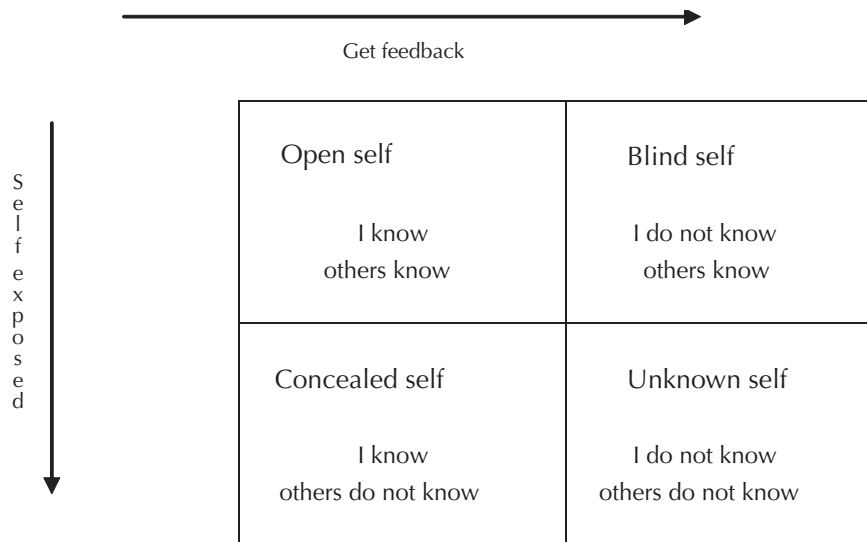 Get feedback
Self exposed
Open self
I know
others know
Blind self
I do not know
others know
Concealed self
I know
others do not know
Unknown self
I do not know
others do not know